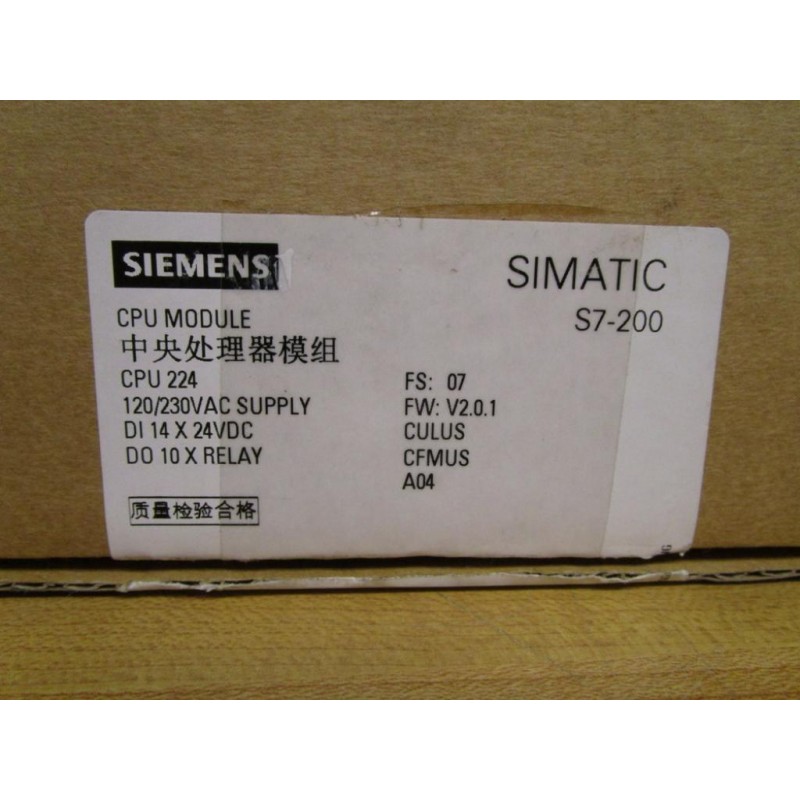 SIEMENS
SIMATIC
S7-200
CPU MODULE
中央处理器模组
CPU 224
120/230VAC SUPPLY
DI 14 X 24VDC
DO 10 X RELAY
FS: 07
FW: V2.0.1
CULUS
CFMUS
A04
质量检验合格